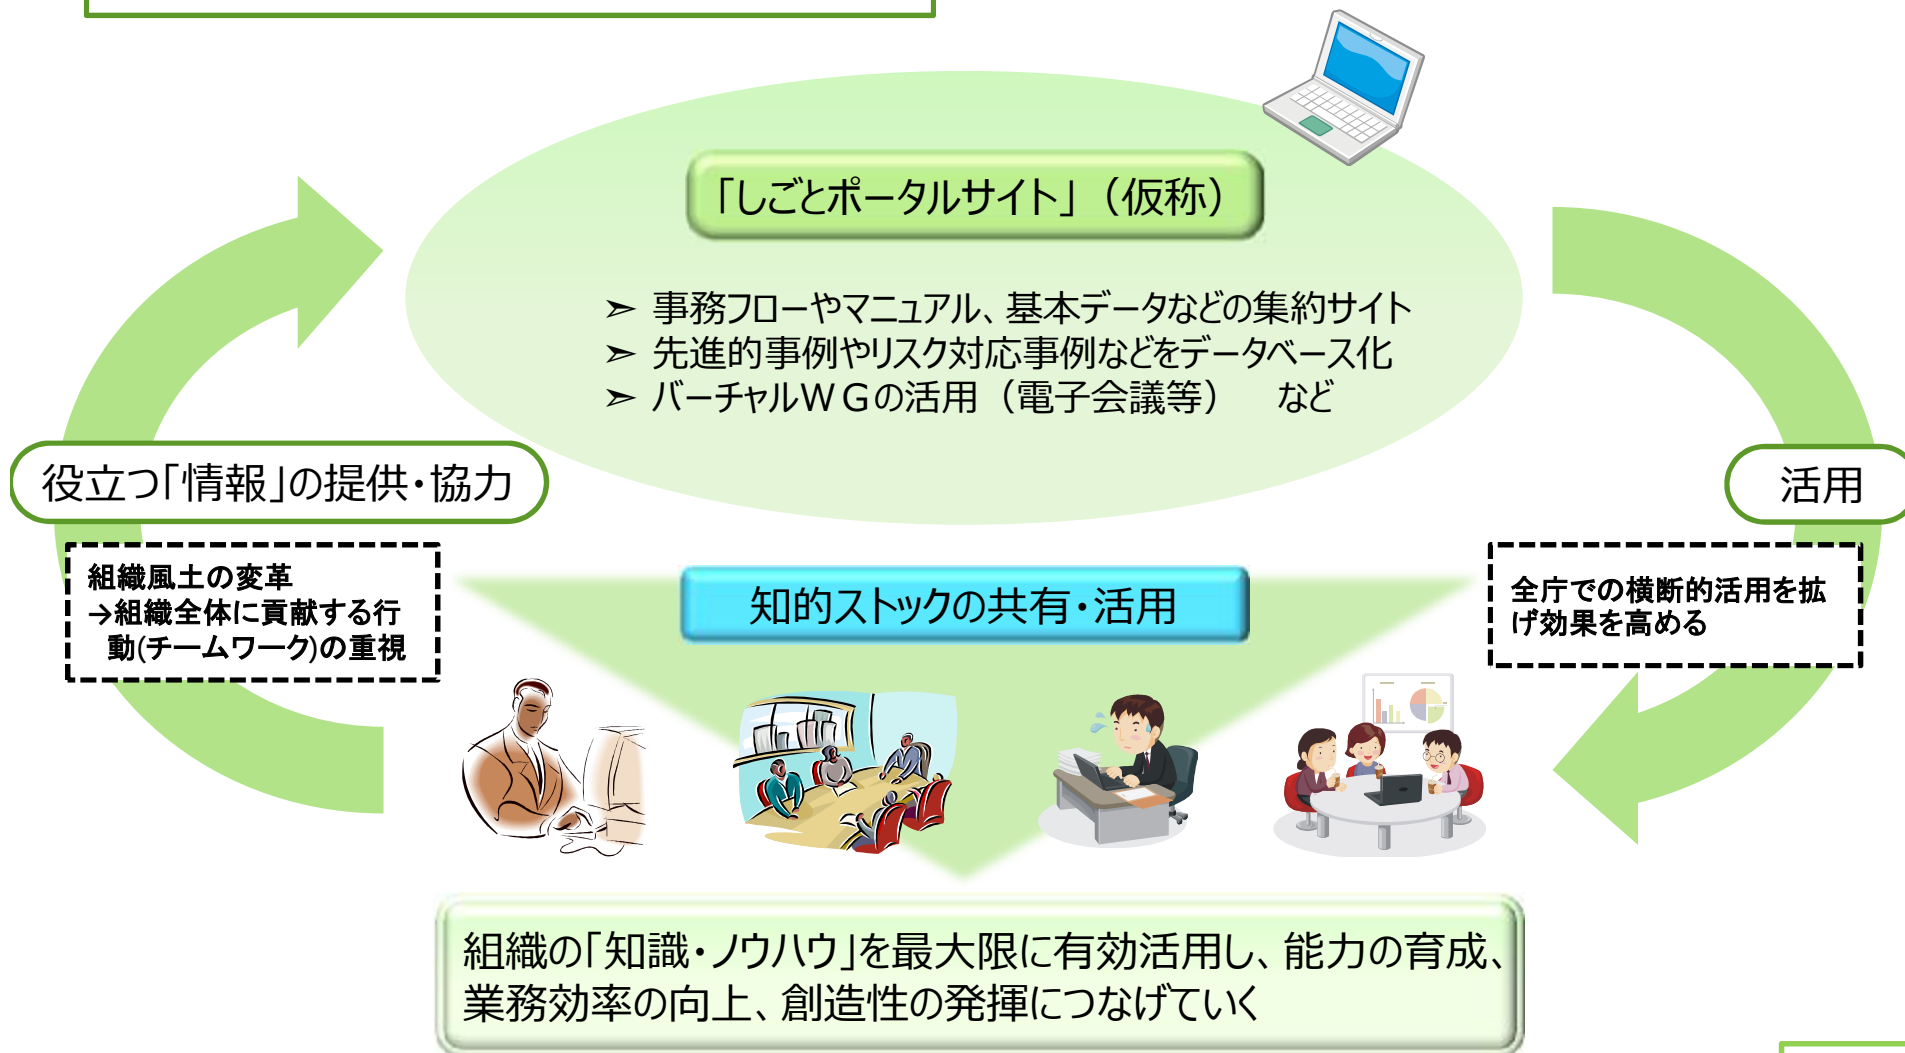 「しごとポータルサイト」（仮称）
➢ 事務フローやマニュアル、基本データなどの集約サイト
➢ 先進的事例やリスク対応事例などをデータベース化
➢ バーチャルＷＧの活用（電子会議等）　など
役立つ「情報」の提供・協力
活用
組織風土の変革
→組織全体に貢献する行
動(チームワーク)の重視
知的ストックの共有・活用
全庁での横断的活用を拡
げ効果を高める
組織の「知識・ノウハウ」を最大限に有効活用し、能力の育成、
業務効率の向上、創造性の発揮につなげていく